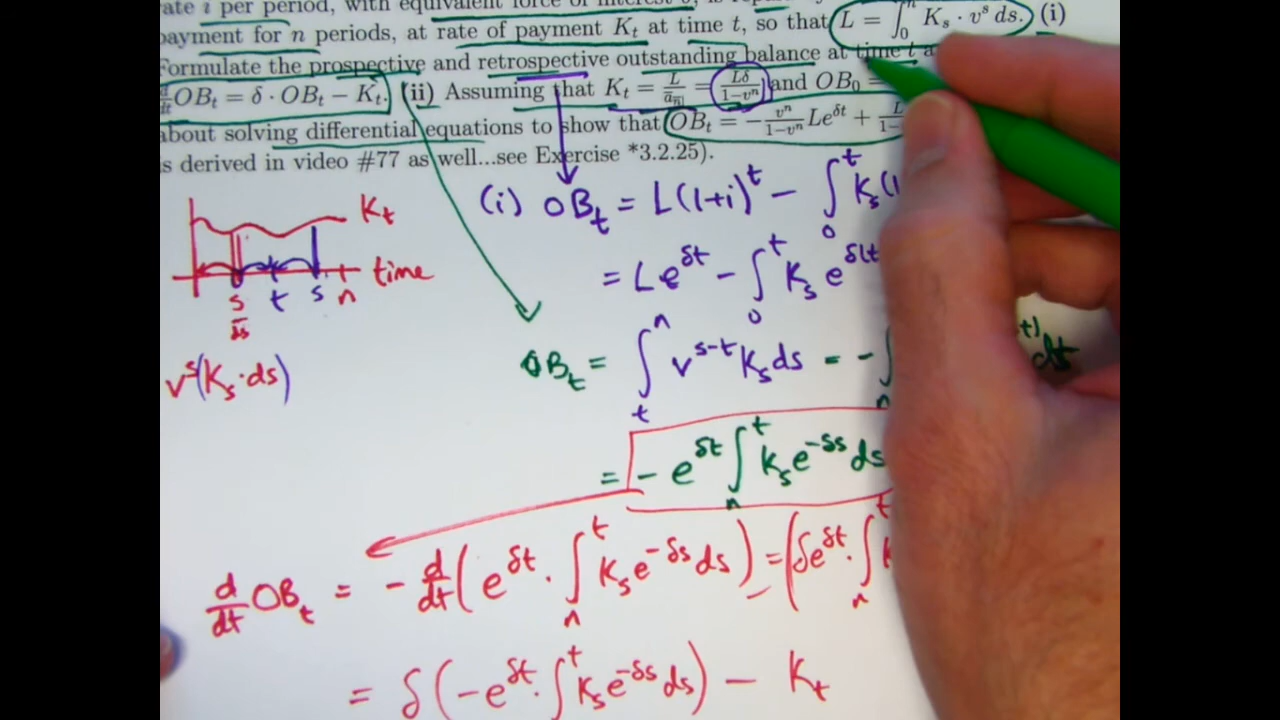 ate i per period, with equivalent force of interest δ, is repaid
payment for n periods, at rate of payment K_t at time t, so that L = ∫_0^n K_s · v^s ds. (i)
Formulate the prospective and retrospective outstanding balance at time t a
d/dt OB_t = δ · OB_t − K_t. (ii) Assuming that K_t = L/ā_n̅| = Lδ/(1−v^n) and OB_0 =
about solving differential equations to show that OB_t = −v^n/(1−v^n) Le^{δt} + L/1−
s derived in video #77 as well...see Exercise *3.2.25).
K_t
time
s t s n
ds
v^s(K_s · ds)
(i) OB_t = L(1+i)^t − ∫_0^t K_s(1
= Le^{δt} − ∫_0^t K_s e^{δ(t
OB_t = ∫_t^n v^{s−t} K_s ds = −∫_n
= −e^{δt} ∫_n^t K_s e^{−δs} ds
d/dt OB_t = −d/dt (e^{δt} · ∫_n^t K_s e^{−δs} ds) = (δe^{δt} · ∫_n^t K
= δ(−e^{δt} · ∫^t K_s e^{−δs} ds) − K_t